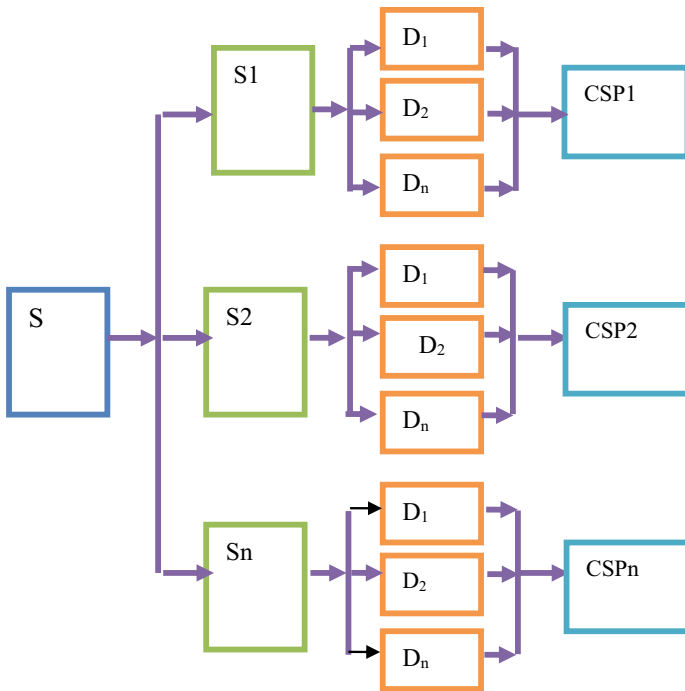 S
S1
D₁
D₂
Dₙ
CSP1
S2
D₁
D₂
Dₙ
CSP2
Sn
D₁
D₂
Dₙ
CSPn